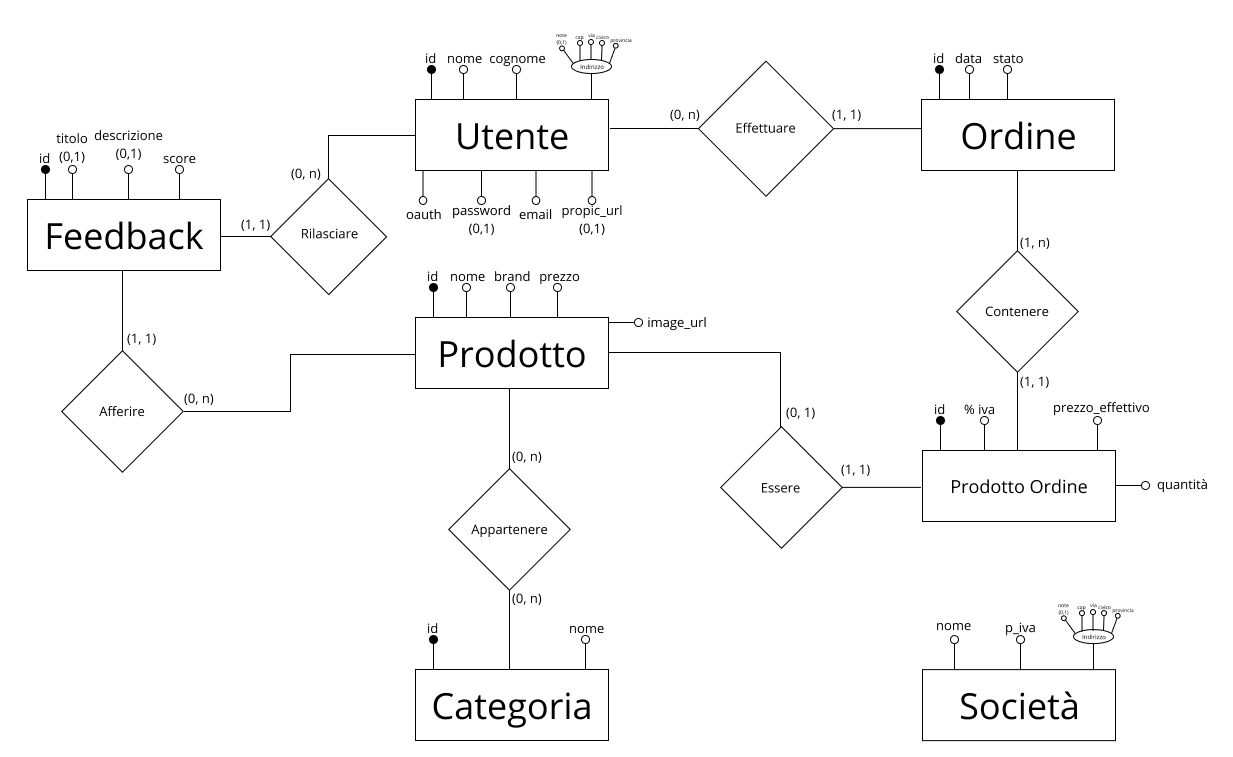 note
(0,1)
cap
via
civico
provincia
Indirizzo
id
nome
cognome
Utente
oauth
password
(0,1)
email
propic_url
(0,1)
(0, n)
Effettuare
(1, 1)
id
data
stato
Ordine
id
titolo
(0,1)
descrizione
(0,1)
score
Feedback
(1, 1)
(0, n)
Rilasciare
(1, 1)
Afferire
(0, n)
id
nome
brand
prezzo
image_url
Prodotto
(1, n)
Contenere
(1, 1)
(0, 1)
Essere
(1, 1)
id
% iva
prezzo_effettivo
Prodotto Ordine
quantità
(0, n)
Appartenere
(0, n)
id
nome
Categoria
nome
p_iva
note
(0,1)
cap
via
civico
provincia
Indirizzo
Società